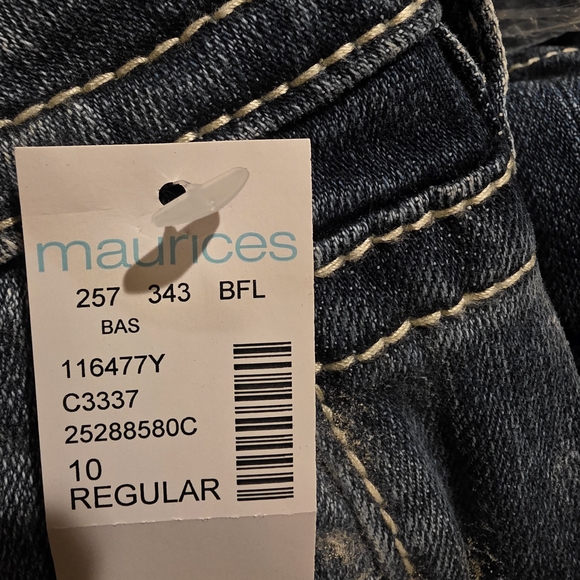 maurices
257 343 BFL
BAS
116477Y
C3337
25288580C
10
REGULAR